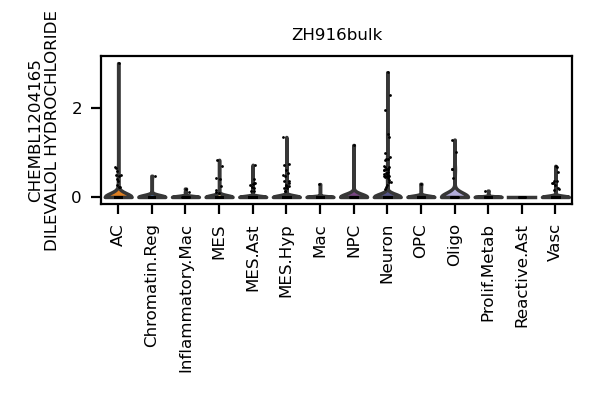 ZH916bulk
CHEMBL1204165
DILEVALOL HYDROCHLORIDE
2
0
AC
Chromatin.Reg
Inflammatory.Mac
MES
MES.Ast
MES.Hyp
Mac
NPC
Neuron
OPC
Oligo
Prolif.Metab
Reactive.Ast
Vasc